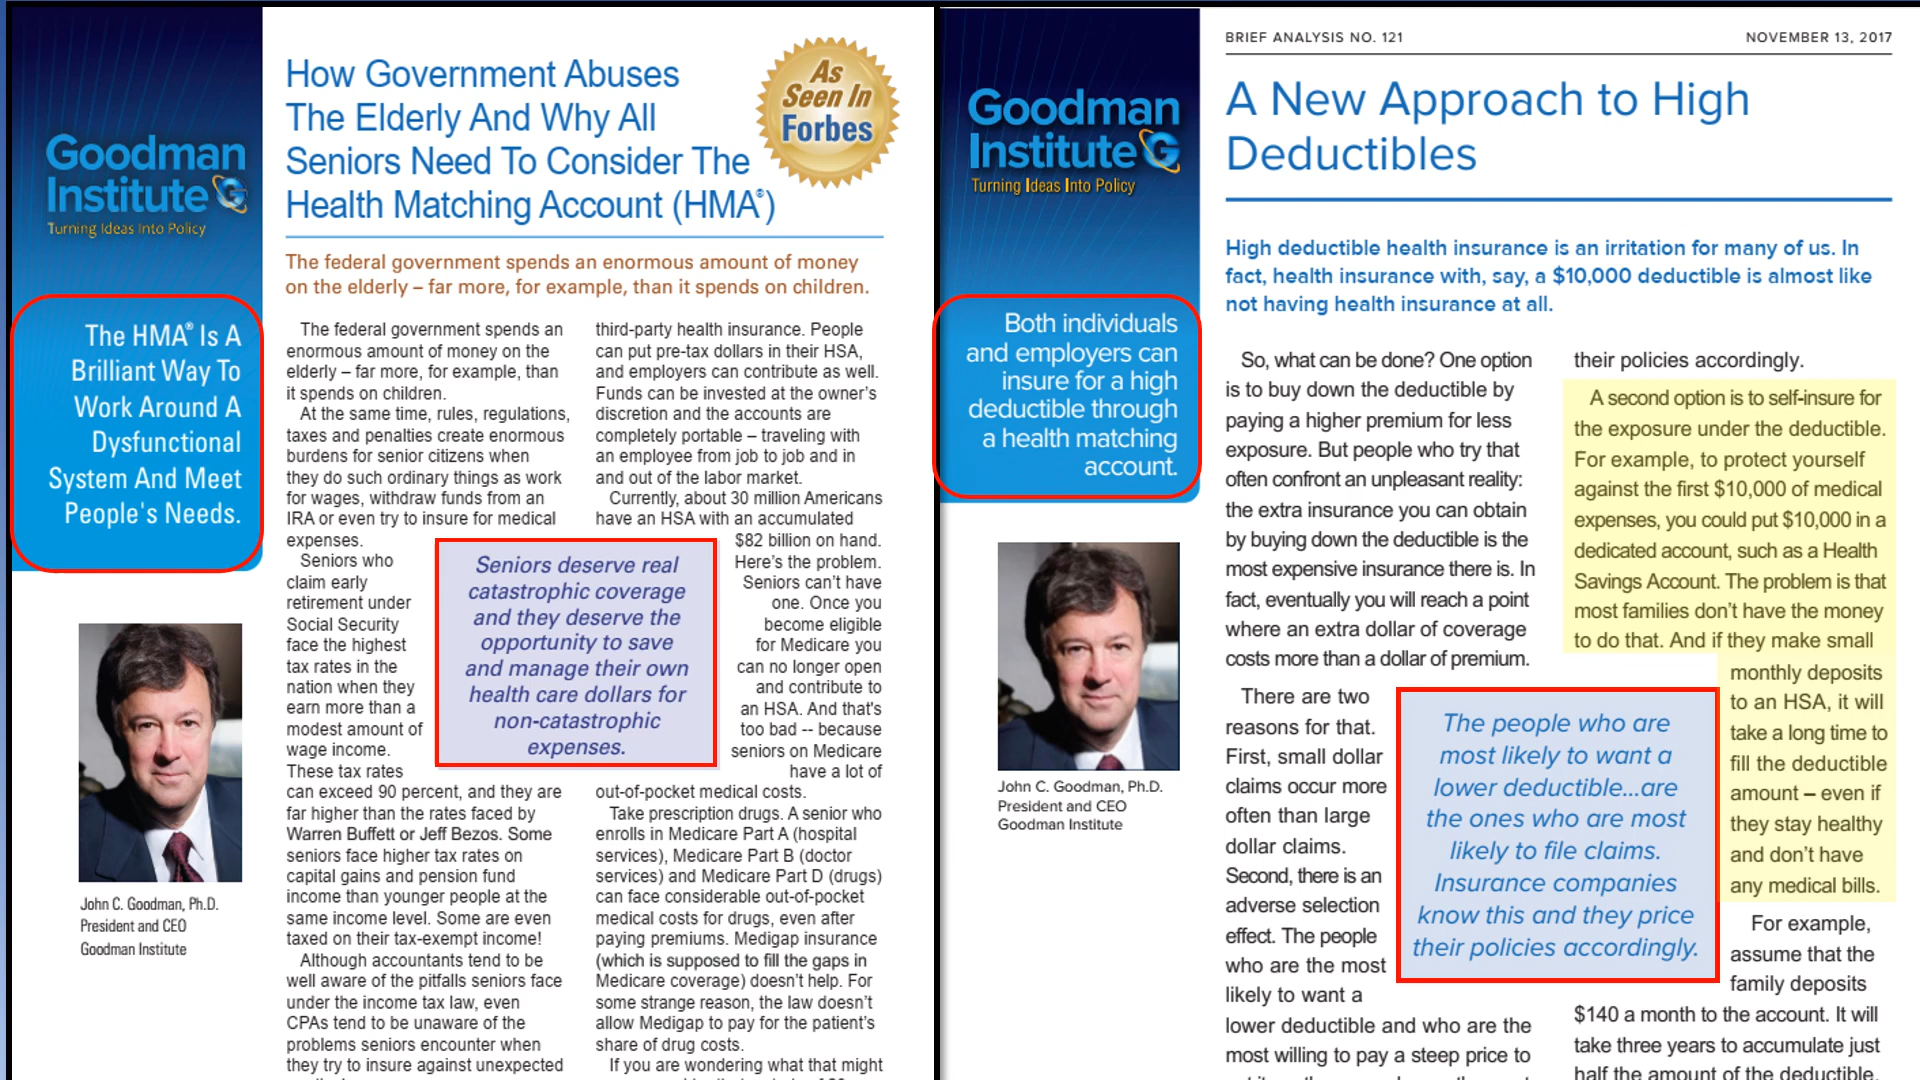 Goodman
Institute
Turning Ideas Into Policy
The HMA® Is A
Brilliant Way To
Work Around A
Dysfunctional
System And Meet
People's Needs.
John C. Goodman, Ph.D.
President and CEO
Goodman Institute
How Government Abuses
The Elderly And Why All
Seniors Need To Consider The
Health Matching Account (HMA®)
As
Seen In
Forbes
The federal government spends an enormous amount of money
on the elderly – far more, for example, than it spends on children.
The federal government spends an
enormous amount of money on the
elderly – far more, for example, than
it spends on children.
At the same time, rules, regulations,
taxes and penalties create enormous
burdens for senior citizens when
they do such ordinary things as work
for wages, withdraw funds from an
IRA or even try to insure for medical
expenses.
Seniors who
claim early
retirement under
Social Security
face the highest
tax rates in the
nation when they
earn more than a
modest amount of
wage income.
These tax rates
can exceed 90 percent, and they are
far higher than the rates faced by
Warren Buffett or Jeff Bezos. Some
seniors face higher tax rates on
capital gains and pension fund
income than younger people at the
same income level. Some are even
taxed on their tax-exempt income!
Although accountants tend to be
well aware of the pitfalls seniors face
under the income tax law, even
CPAs tend to be unaware of the
problems seniors encounter when
they try to insure against unexpected
Seniors deserve real
catastrophic coverage
and they deserve the
opportunity to save
and manage their own
health care dollars for
non-catastrophic
expenses.
third-party health insurance. People
can put pre-tax dollars in their HSA,
and employers can contribute as well.
Funds can be invested at the owner's
discretion and the accounts are
completely portable – traveling with
an employee from job to job and in
and out of the labor market.
Currently, about 30 million Americans
have an HSA with an accumulated
$82 billion on hand.
Here's the problem.
Seniors can't have
one. Once you
become eligible
for Medicare you
can no longer open
and contribute to
an HSA. And that's
too bad -- because
seniors on Medicare
have a lot of
out-of-pocket medical costs.
Take prescription drugs. A senior who
enrolls in Medicare Part A (hospital
services), Medicare Part B (doctor
services) and Medicare Part D (drugs)
can face considerable out-of-pocket
medical costs for drugs, even after
paying premiums. Medigap insurance
(which is supposed to fill the gaps in
Medicare coverage) doesn't help. For
some strange reason, the law doesn't
allow Medigap to pay for the patient's
share of drug costs.
If you are wondering what that might
Goodman
Institute
Turning Ideas Into Policy
Both individuals
and employers can
insure for a high
deductible through
a health matching
account.
John C. Goodman, Ph.D.
President and CEO
Goodman Institute
BRIEF ANALYSIS NO. 121
NOVEMBER 13, 2017
A New Approach to High
Deductibles
High deductible health insurance is an irritation for many of us. In
fact, health insurance with, say, a $10,000 deductible is almost like
not having health insurance at all.
So, what can be done? One option
is to buy down the deductible by
paying a higher premium for less
exposure. But people who try that
often confront an unpleasant reality:
the extra insurance you can obtain
by buying down the deductible is the
most expensive insurance there is. In
fact, eventually you will reach a point
where an extra dollar of coverage
costs more than a dollar of premium.
There are two
reasons for that.
First, small dollar
claims occur more
often than large
dollar claims.
Second, there is an
adverse selection
effect. The people
who are the most
likely to want a
lower deductible and who are the
most willing to pay a steep price to
The people who are
most likely to want a
lower deductible...are
the ones who are most
likely to file claims.
Insurance companies
know this and they price
their policies accordingly.
their policies accordingly.
A second option is to self-insure for
the exposure under the deductible.
For example, to protect yourself
against the first $10,000 of medical
expenses, you could put $10,000 in a
dedicated account, such as a Health
Savings Account. The problem is that
most families don't have the money
to do that. And if they make small
monthly deposits
to an HSA, it will
take a long time to
fill the deductible
amount – even if
they stay healthy
and don't have
any medical bills.
For example,
assume that the
family deposits
$140 a month to the account. It will
take three years to accumulate just
half the amount of the deductible.